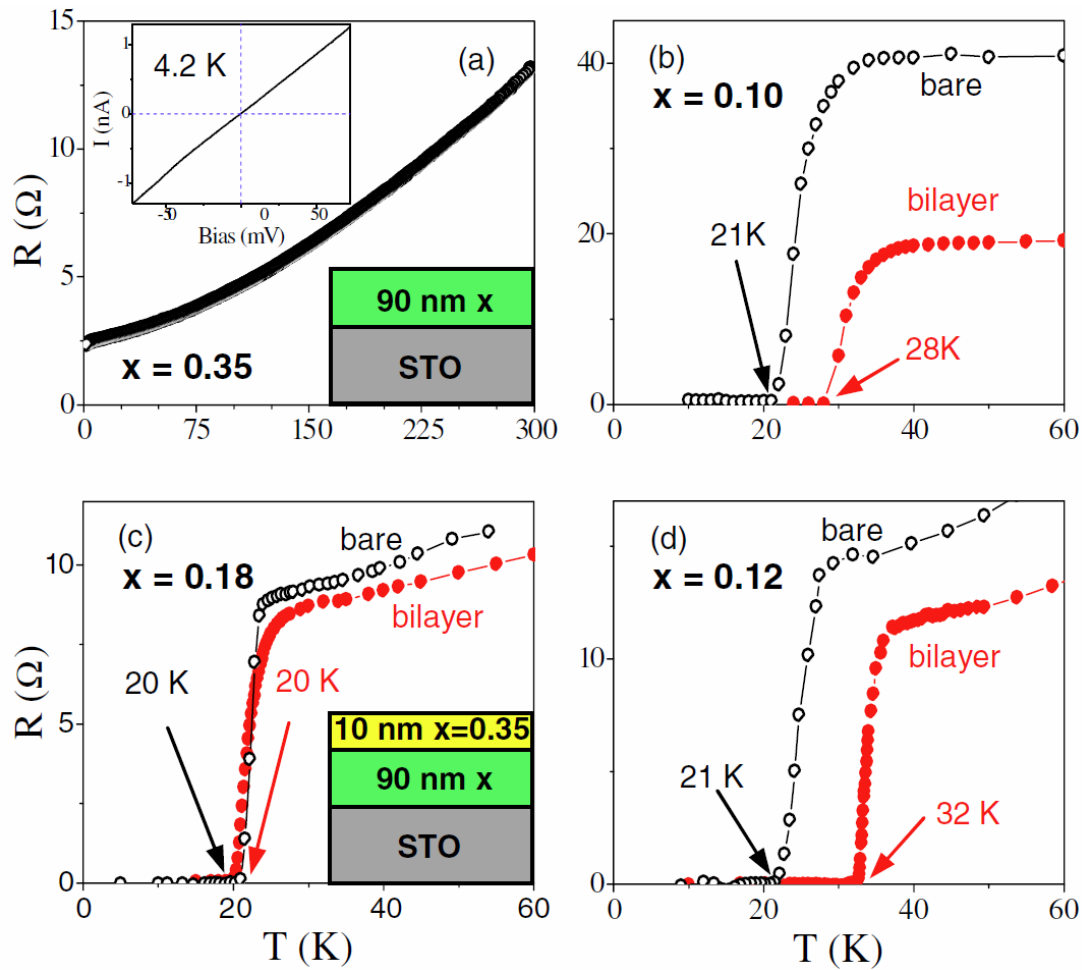 (a)
15
10
5
0
R (Ω)
0
75
150
225
300
x = 0.35
90 nm x
STO
4.2 K
1
0
-1
I (nA)
-50
0
50
Bias (mV)
(b)
x = 0.10
40
20
0
bare
bilayer
21K
28K
0
20
40
60
(c)
x = 0.18
10
5
0
R (Ω)
bare
bilayer
20 K
20 K
10 nm x=0.35
90 nm x
STO
0
20
40
60
T (K)
(d)
x = 0.12
10
0
bare
bilayer
21 K
32 K
0
20
40
60
T (K)